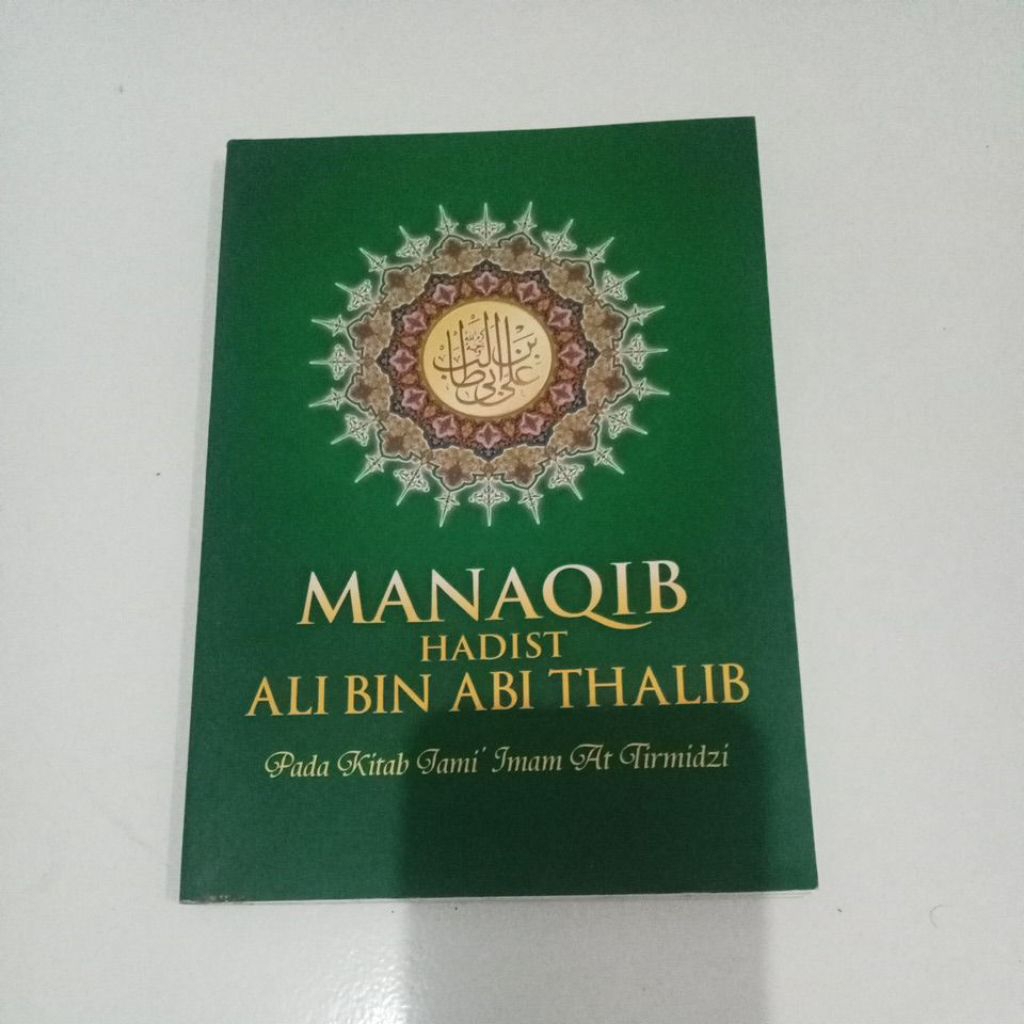 علي بن ابي طالب
MANAQIB
HADIST
ALI BIN ABI THALIB
Pada Kitab Jami' Imam At Tirmidzi